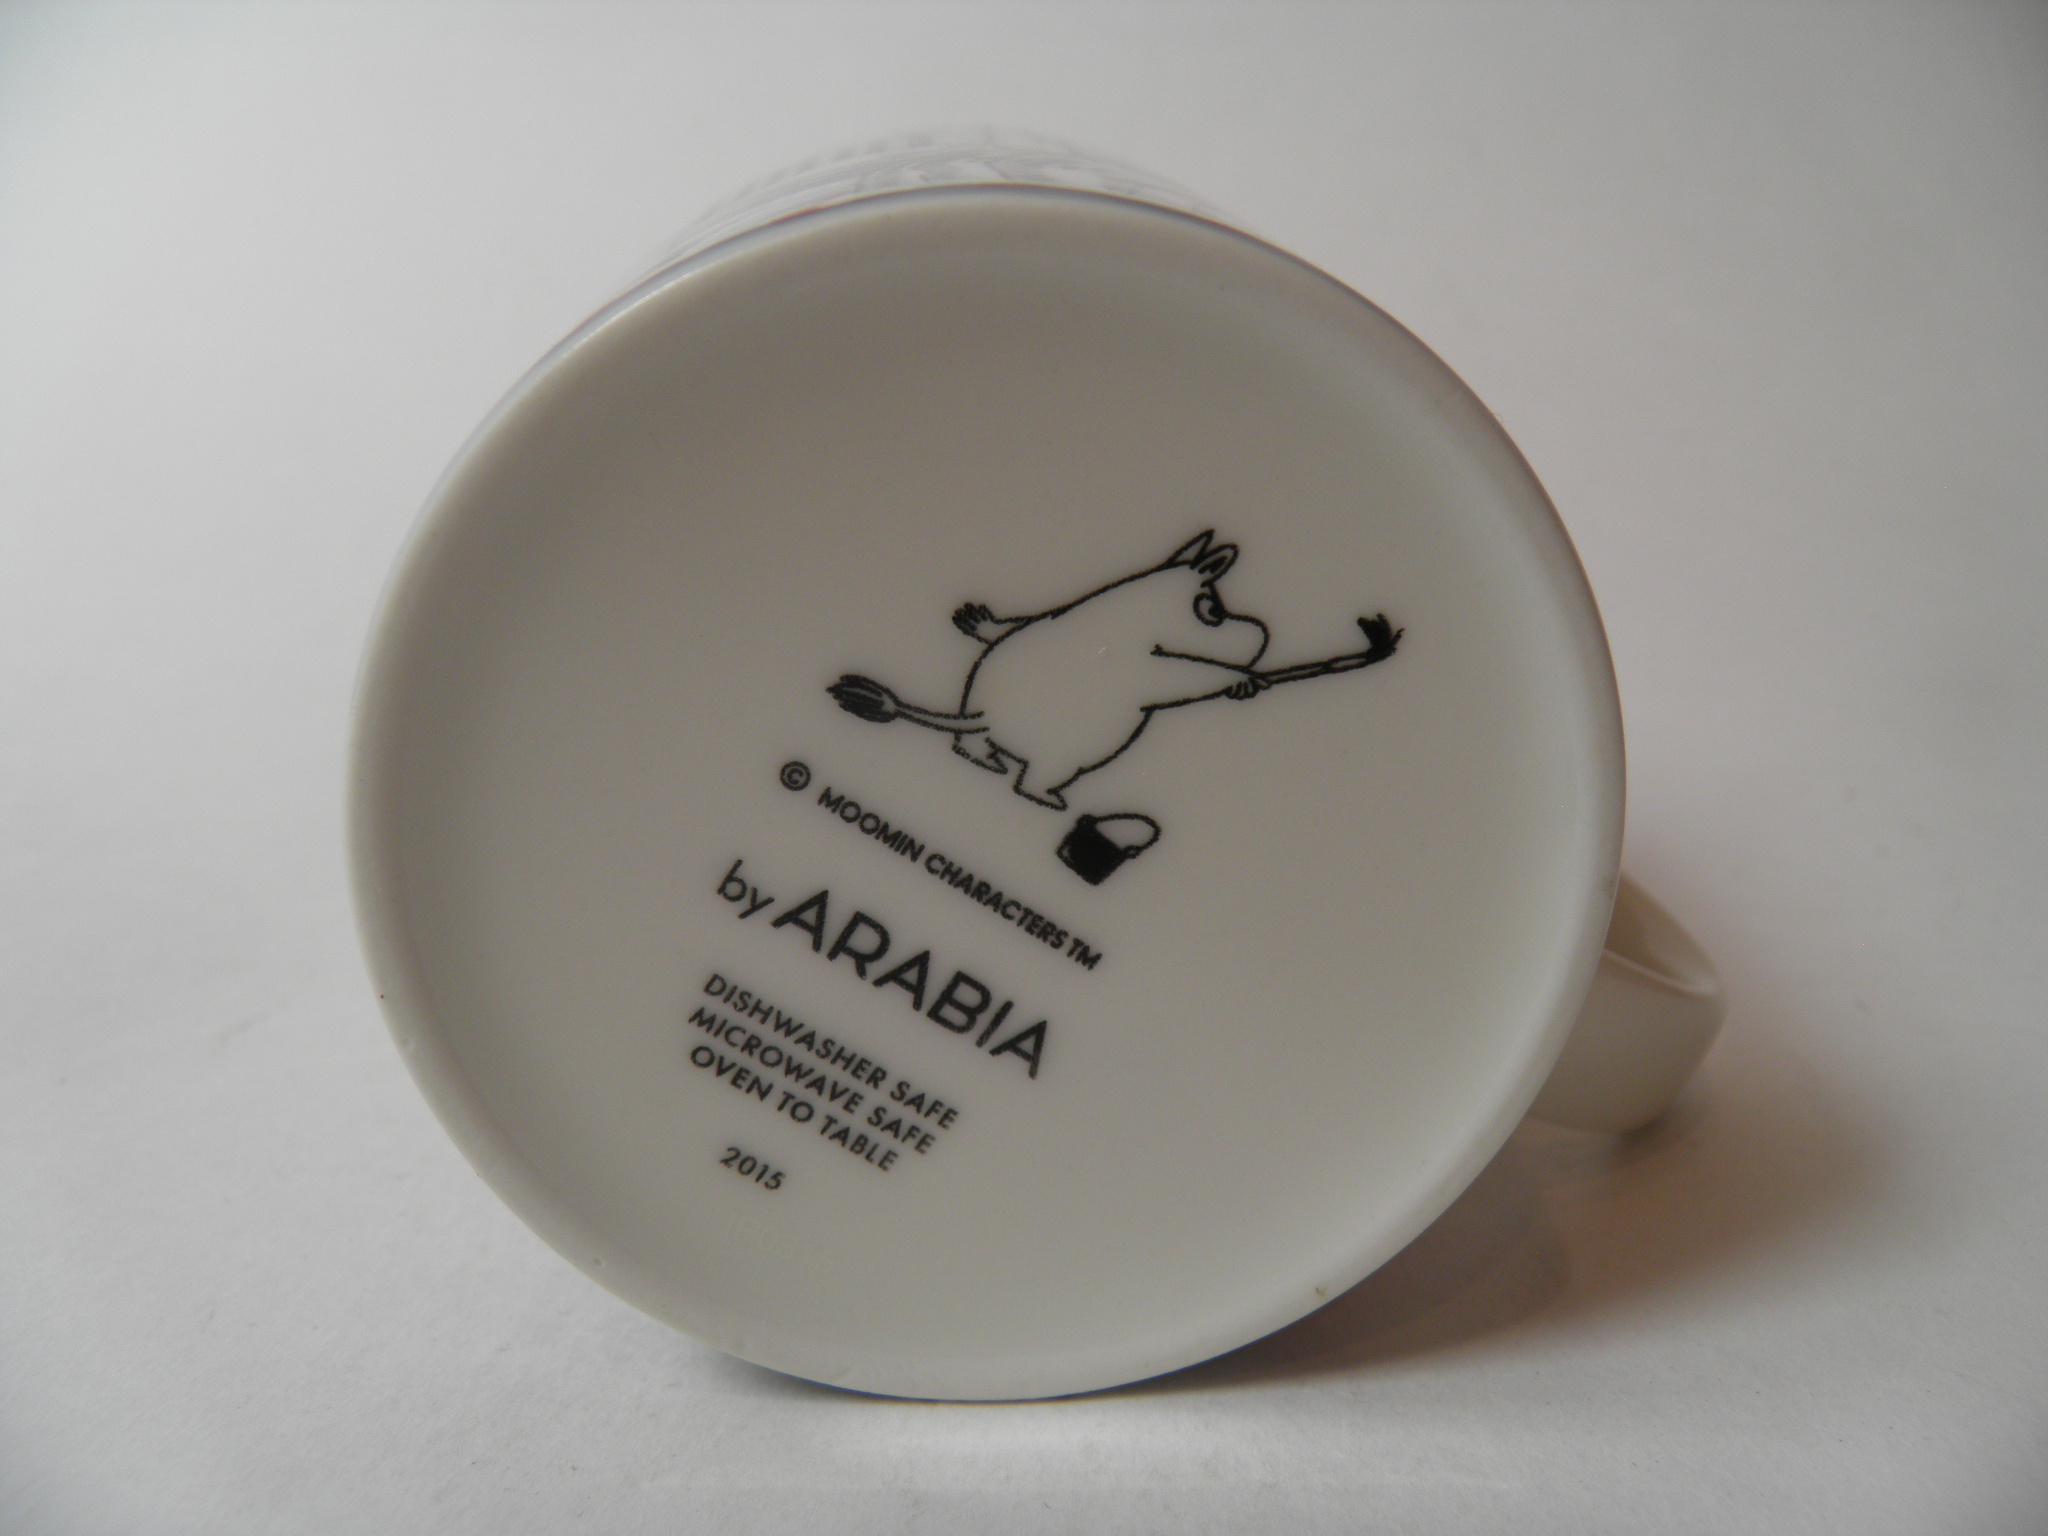 © MOOMIN CHARACTERS TM
by ARABIA
DISHWASHER SAFE
MICROWAVE SAFE
OVEN TO TABLE
2015